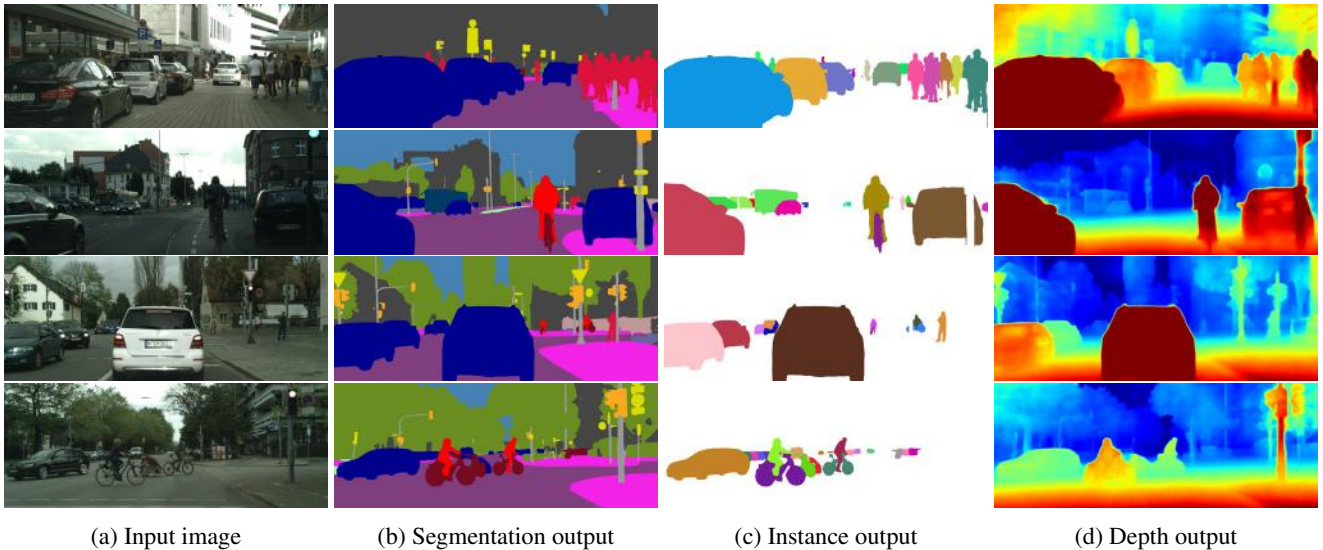 (a) Input image
(b) Segmentation output
(c) Instance output
(d) Depth output